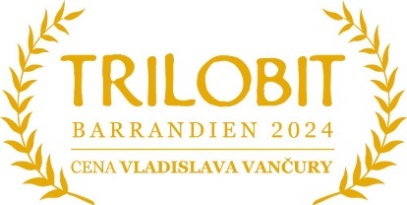 TRILOBIT
BARRANDIEN 2024
CENA VLADISLAVA VANČURY